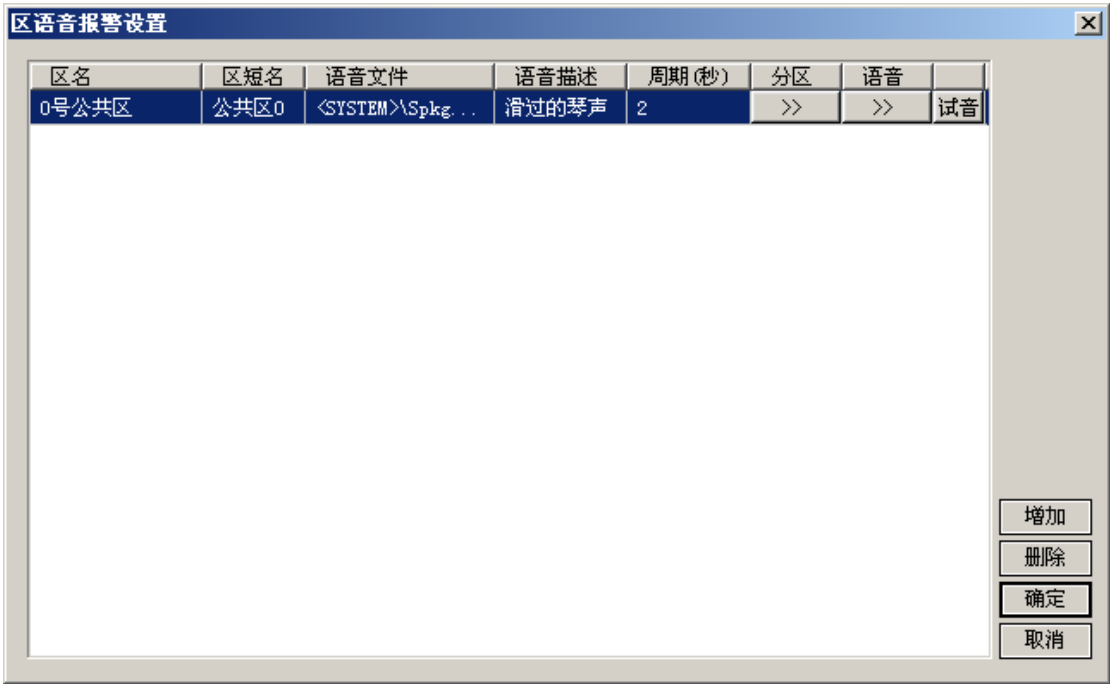 区语音报警设置
区名 区短名 语音文件 语音描述 周期(秒) 分区 语音
0号公共区 公共区0 <SYSTEM>\Spkg... 滑过的琴声 2 >> >> 试音
增加
删除
确定
取消